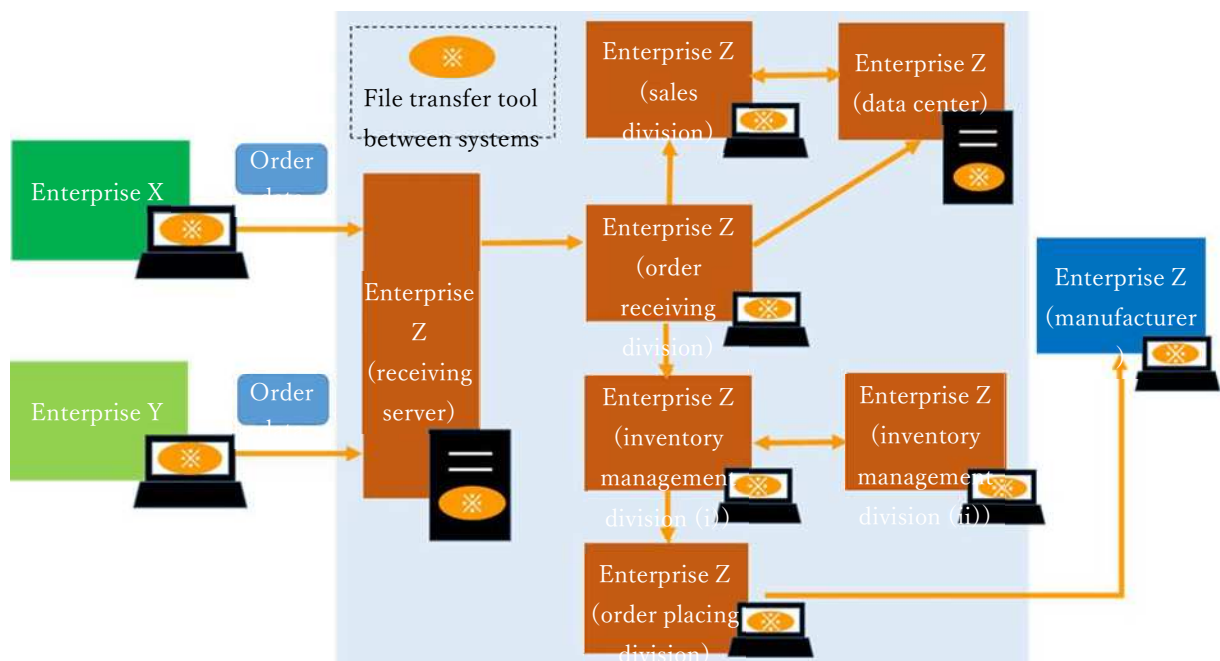 File transfer tool
between systems
Enterprise Z
(sales
division)
Enterprise Z
(data center)
Enterprise X
Order
Enterprise Z
(receiving
server)
Enterprise Z
(order
receiving
division)
Enterprise Z
(manufacturer
)
Enterprise Y
Order
Enterprise Z
(inventory
management
division (i))
Enterprise Z
(inventory
management
division (ii))
Enterprise Z
(order placing
division)